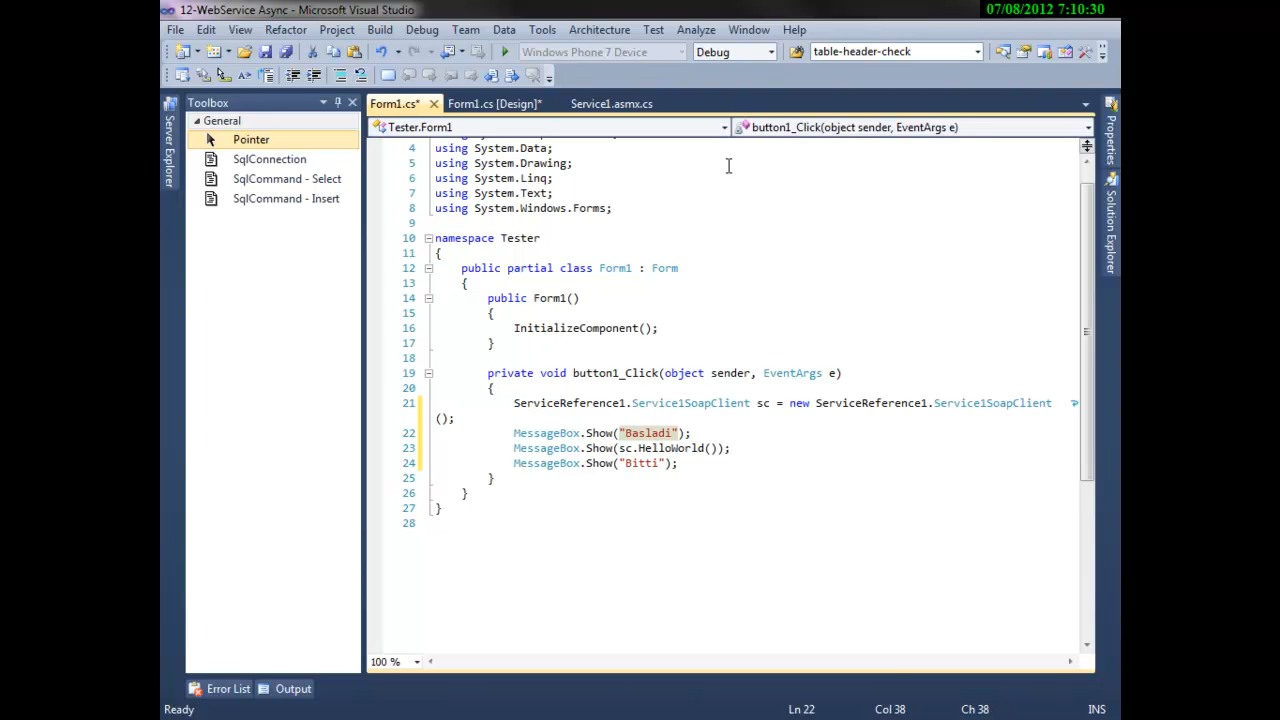 12-WebService Async - Microsoft Visual Studio
07/08/2012 7:10:30
File Edit View Refactor Project Build Debug Team Data Tools Architecture Test Analyze Window Help
Windows Phone 7 Device Debug table-header-check
Server Explorer
Toolbox
General
Pointer
SqlConnection
SqlCommand - Select
SqlCommand - Insert
Form1.cs* Form1.cs [Design]* Service1.asmx.cs
Tester.Form1 button1_Click(object sender, EventArgs e)
4 using System.Data;
5 using System.Drawing;
6 using System.Linq;
7 using System.Text;
8 using System.Windows.Forms;
9
10 namespace Tester
11 {
12 public partial class Form1 : Form
13 {
14 public Form1()
15 {
16 InitializeComponent();
17 }
18
19 private void button1_Click(object sender, EventArgs e)
20 {
21 ServiceReference1.Service1SoapClient sc = new ServiceReference1.Service1SoapClient
();
22 MessageBox.Show("Basladi");
23 MessageBox.Show(sc.HelloWorld());
24 MessageBox.Show("Bitti");
25 }
26 }
27 }
28
100 %
Properties
Solution Explorer
Error List Output
Ready Ln 22 Col 38 Ch 38 INS